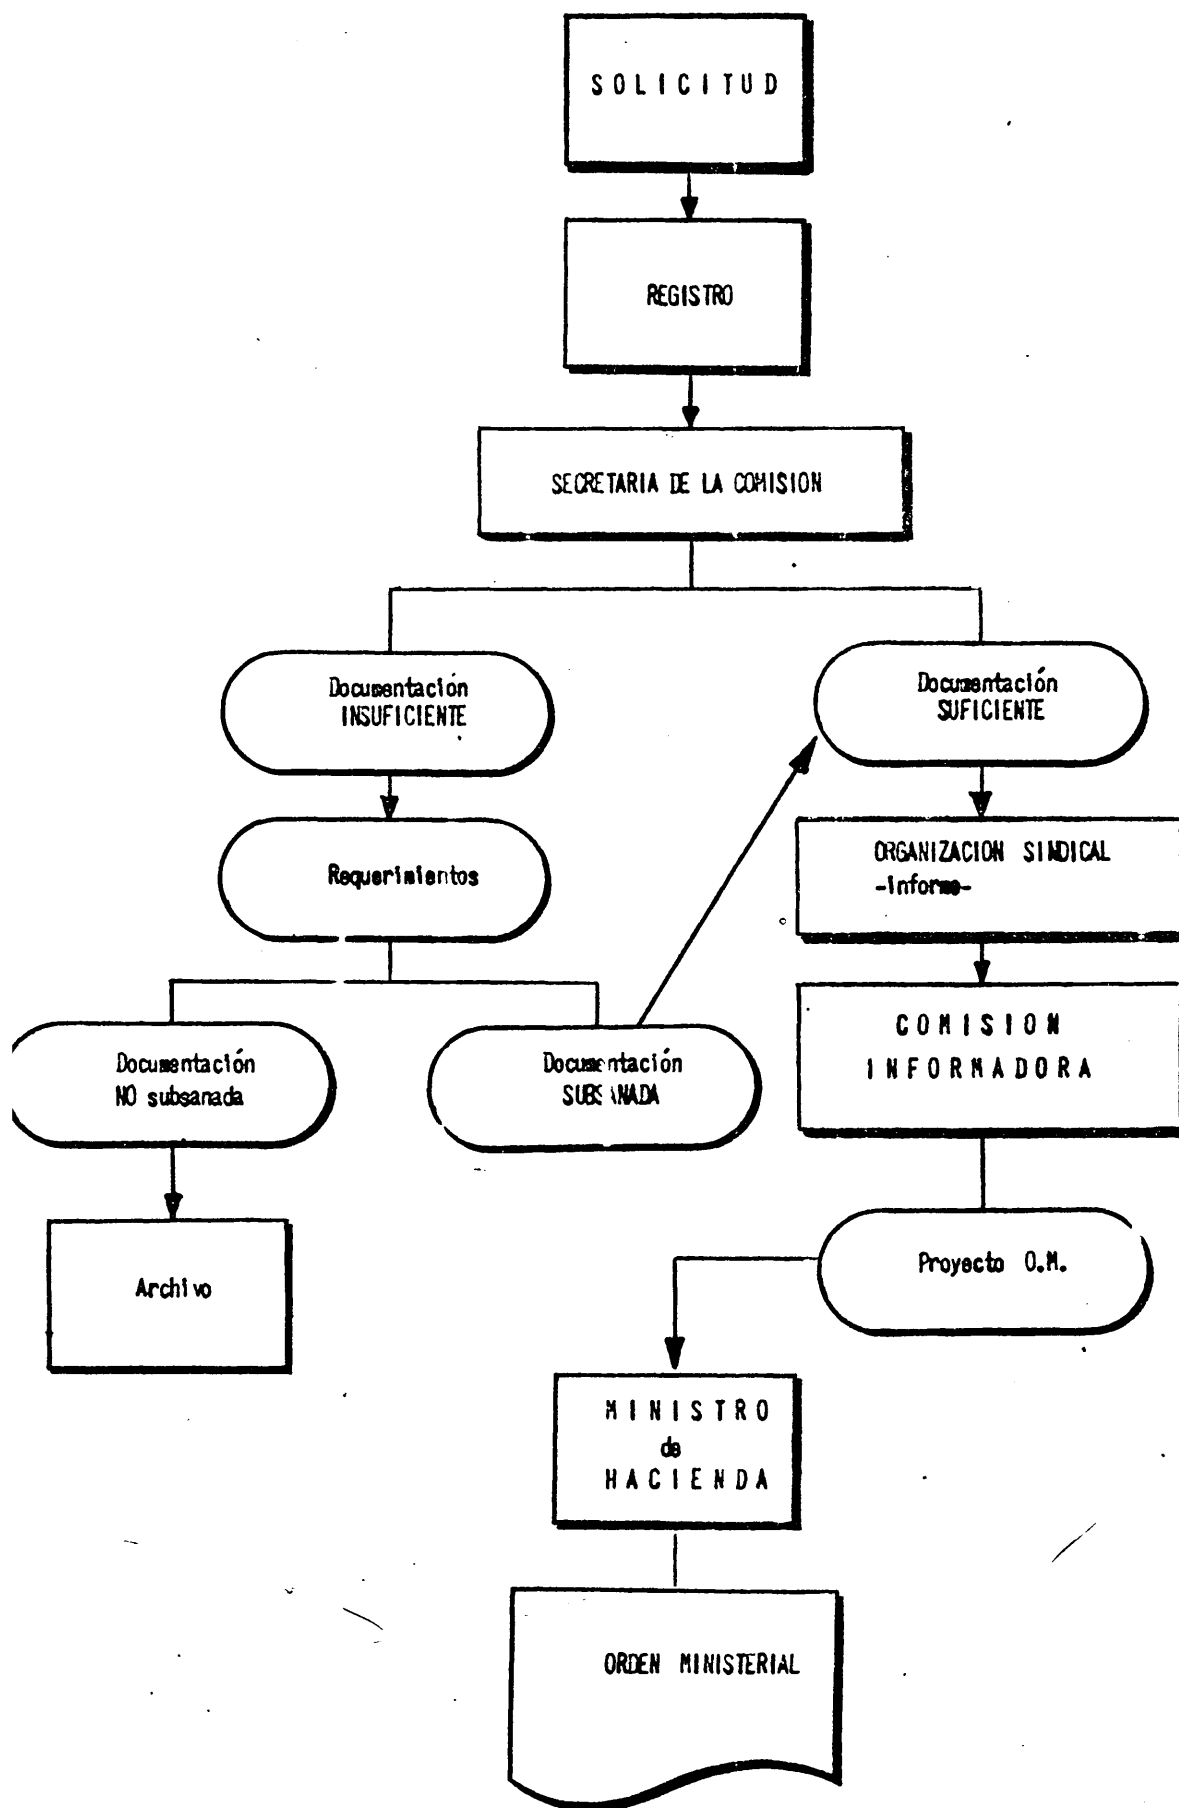 SOLICITUD
REGISTRO
SECRETARIA DE LA COMISION
Documentación
INSUFICIENTE
Documentación
SUFICIENTE
Requerimientos
ORGANIZACION SINDICAL
-informe-
Documentación
NO subsanada
Documentación
SUBSANADA
COMISION
INFORMADORA
Archivo
Proyecto O.M.
MINISTRO
de
HACIENDA
ORDEN MINISTERIAL